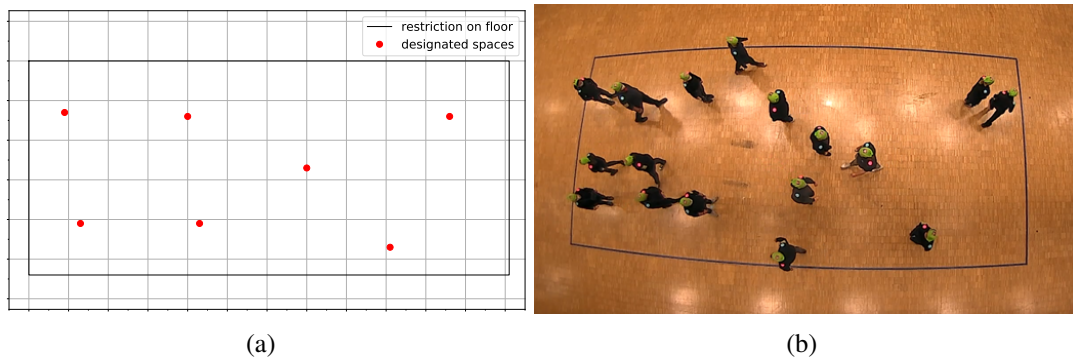 restriction on floor
designated spaces
(a)
(b)